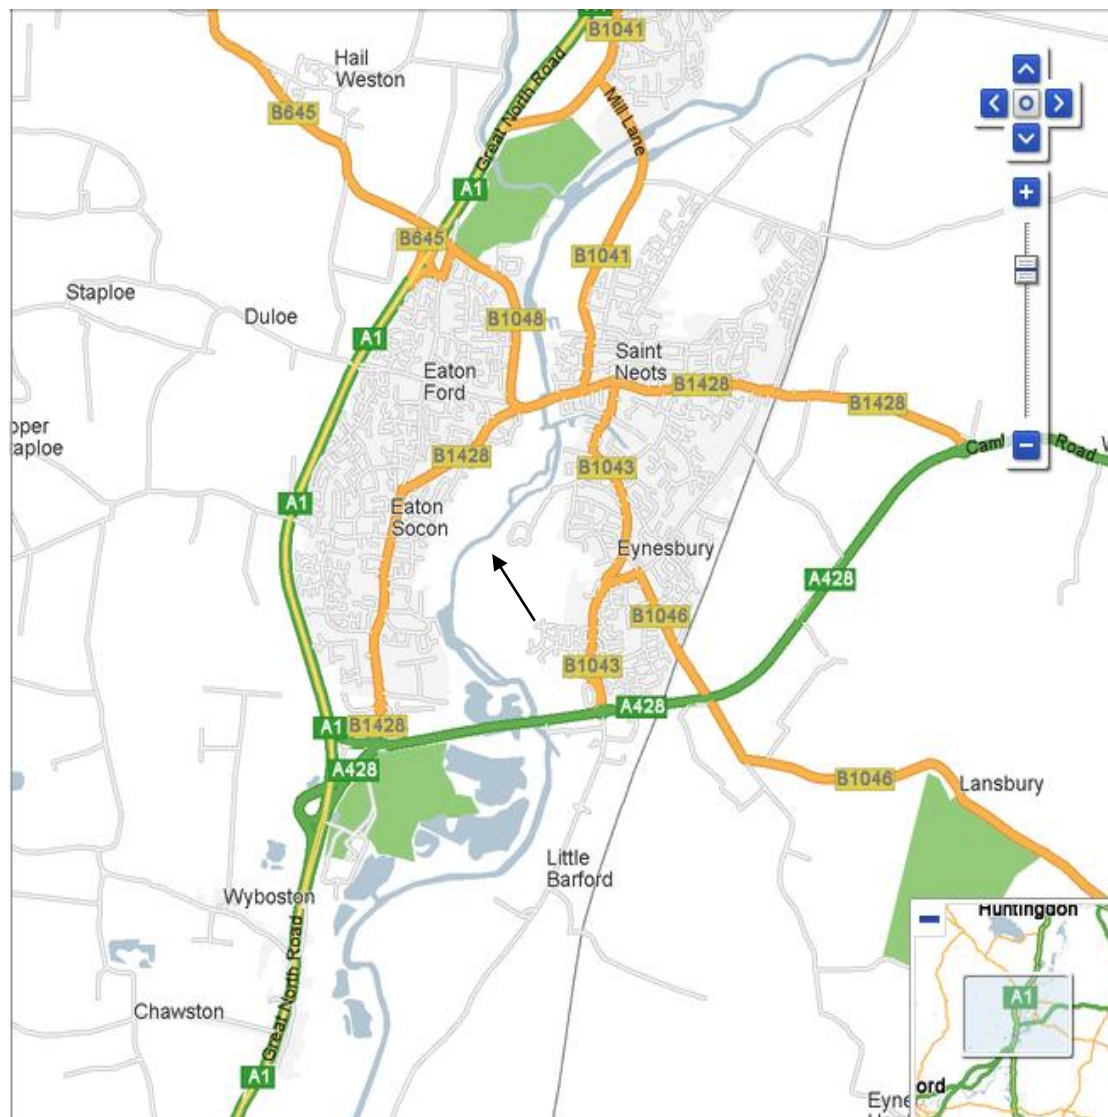 B1041
Hail
Weston
Great North Road
B645
Mill Lane
A1
B645
B1041
Staploe
Duloe
B1048
A1
Saint
Neots
Eaton
Ford
B1428
B1428
Cam
Road
B1428
B1043
A1
Eaton
Socon
Eynesbury
A428
B1046
B1043
A428
A1
B1428
A428
B1046
Lansbury
Little
Barford
Wyboston
Huntingdon
Great North Road
A1
Chawston
A1